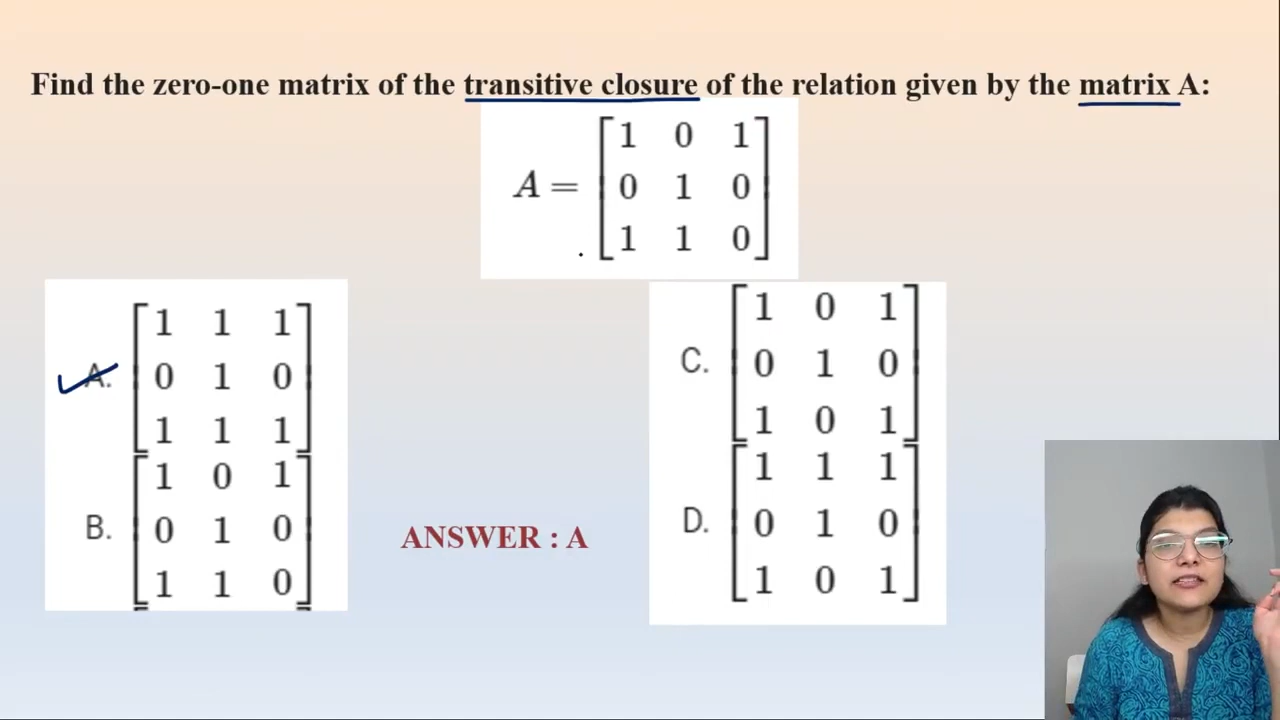 Find the zero-one matrix of the transitive closure of the relation given by the matrix A:
1 0 1
A = 0 1 0
1 1 0
A.
1 1 1
0 1 0
1 1 1
B.
1 0 1
0 1 0
1 1 0
ANSWER : A
C.
1 0 1
0 1 0
1 0 1
D.
1 1 1
0 1 0
1 0 1